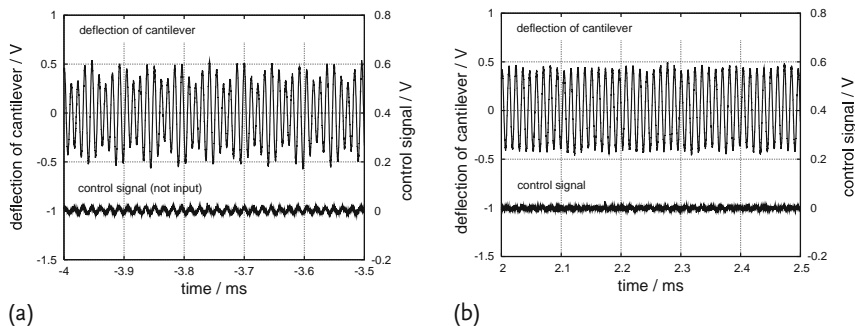 deflection of cantilever
control signal (not input)
deflection of cantilever / V
1
0.5
0
-0.5
-1
-1.5
0.8
0.6
0.4
0.2
0
-0.2
control signal / V
-4 -3.9 -3.8 -3.7 -3.6 -3.5
time / ms
(a)
deflection of cantilever
control signal
deflection of cantilever / V
1
0.5
0
-0.5
-1
-1.5
0.8
0.6
0.4
0.2
0
-0.2
control signal / V
2 2.1 2.2 2.3 2.4 2.5
time / ms
(b)